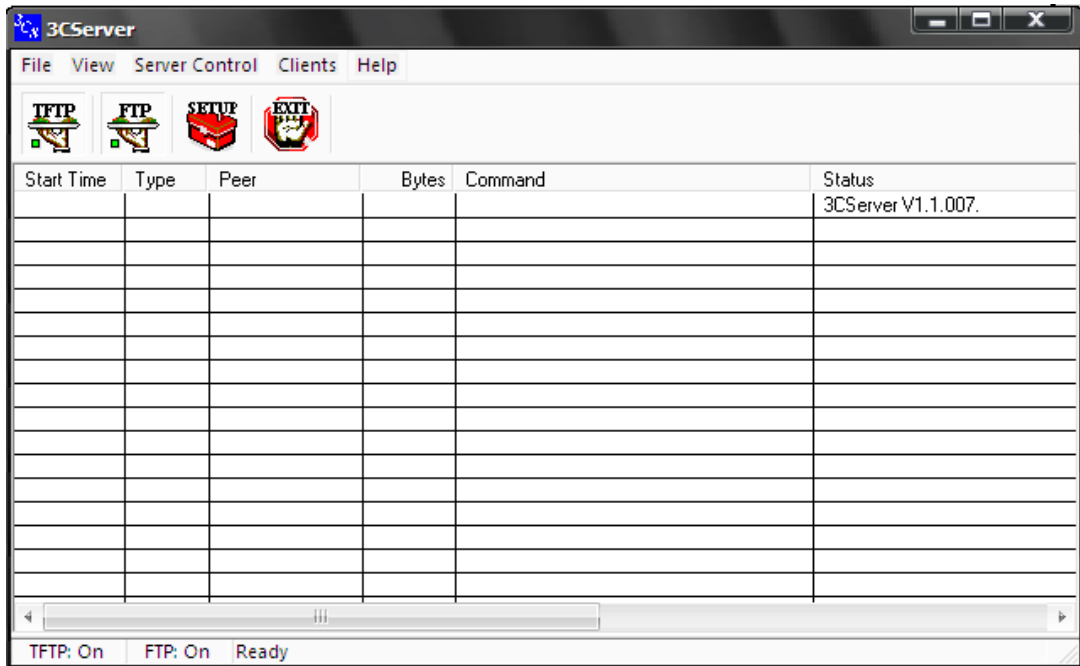 3Cx 3CServer
File View Server Control Clients Help
TFTP FTP SETUP EXIT
Start Time Type Peer Bytes Command Status
3CServer V1.1.007.
TFTP: On FTP: On Ready